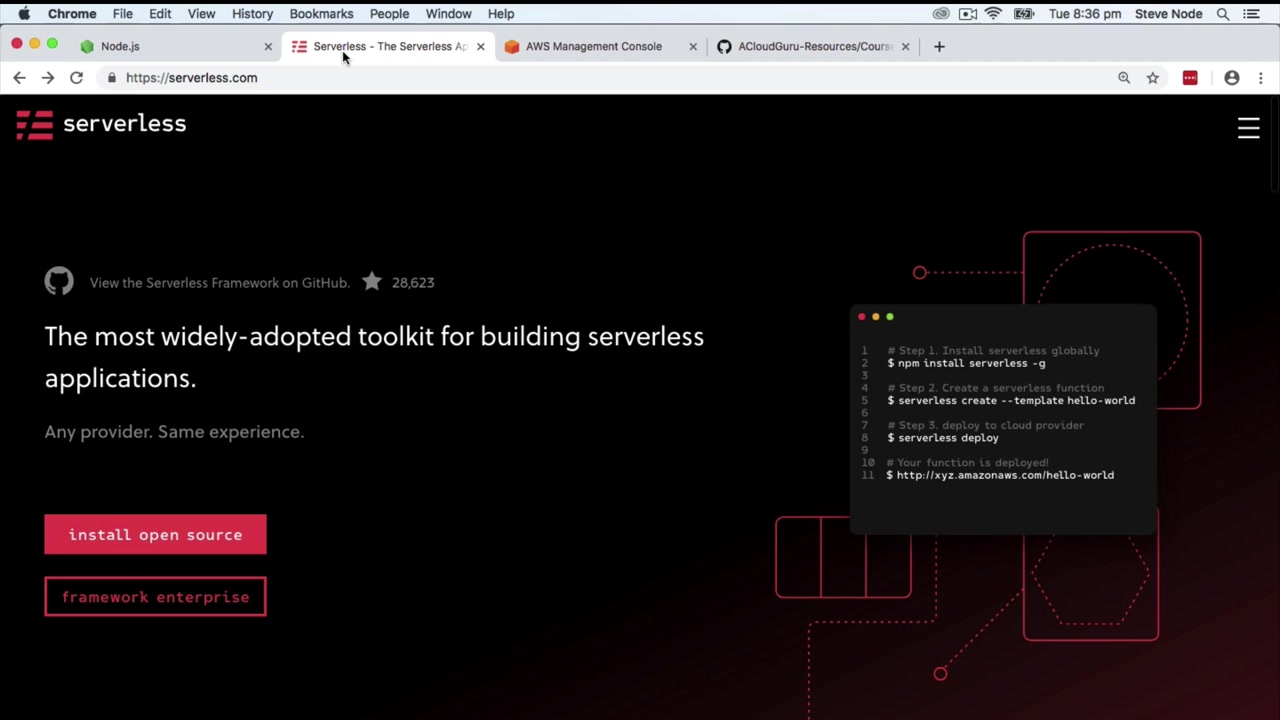 Chrome File Edit View History Bookmarks People Window Help Tue 8:36 pm Steve Node
Node.js Serverless - The Serverless Ap AWS Management Console ACloudGuru-Resources/Cours
https://serverless.com
serverless
View the Serverless Framework on GitHub. 28,623
The most widely-adopted toolkit for building serverless
applications.
Any provider. Same experience.
install open source
framework enterprise
1 # Step 1. Install serverless globally
2 $ npm install serverless -g
3
4 # Step 2. Create a serverless function
5 $ serverless create --template hello-world
6
7 # Step 3. deploy to cloud provider
8 $ serverless deploy
9
10 # Your function is deployed!
11 $ http://xyz.amazonaws.com/hello-world